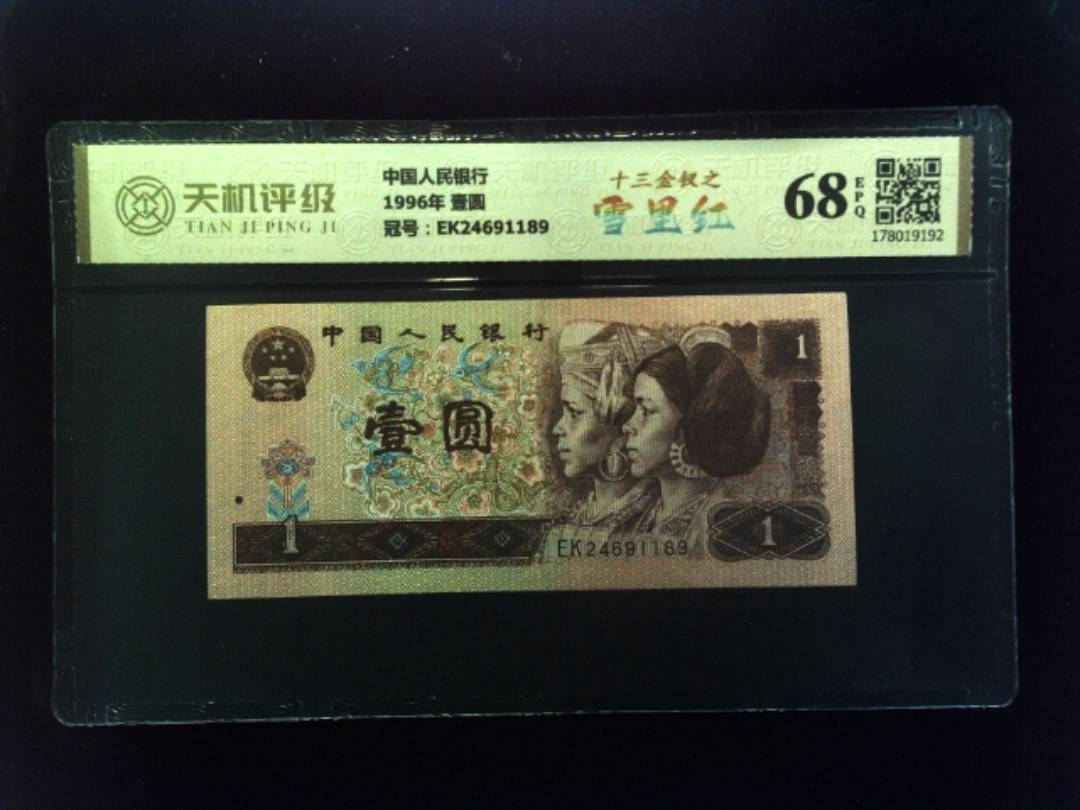 天机评级
TIAN JI PING JI
中国人民银行
1996年 壹圆
冠号：EK24691189
十三金钗之
雪里红
68
EPQ
178019192
中国人民银行
壹圆
1
1
EK24691189
1